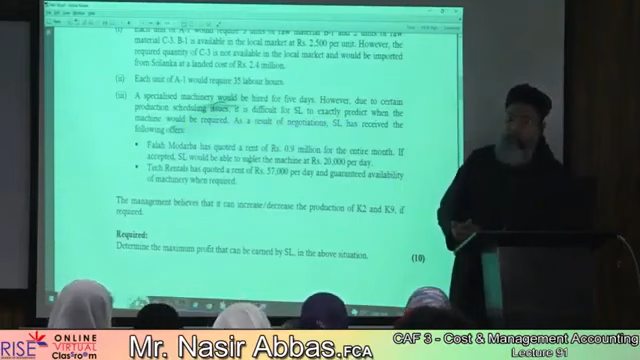 (i) Each unit of A-1 would require 3 units of raw material B-1 and 2 units of raw
material C-3. B-1 is available in the local market at Rs. 2,500 per unit. However, the
required quantity of C-3 is not available in the local market and would be imported
from Srilanka at a landed cost of Rs. 2.4 million.
(ii) Each unit of A-1 would require 35 labour hours.
(iii) A specialised machinery would be hired for five days. However, due to certain
production scheduling issues, it is difficult for SL to exactly predict when the
machine would be required. As a result of negotiations, SL has received the
following offers:
• Falah Modarba has quoted a rent of Rs. 0.9 million for the entire month. If
accepted, SL would be able to sublet the machine at Rs. 20,000 per day.
• Tech Rentals has quoted a rent of Rs. 57,000 per day and guaranteed availability
of machinery when required.
The management believes that it can increase/decrease the production of K2 and K9, if
required.
Required:
Determine the maximum profit that can be earned by SL, in the above situation.
(10)
RISE
ONLINE
VIRTUAL
Classroom
Mr. Nasir Abbas.FCA
CAF 3 - Cost & Management Accounting
Lecture 91